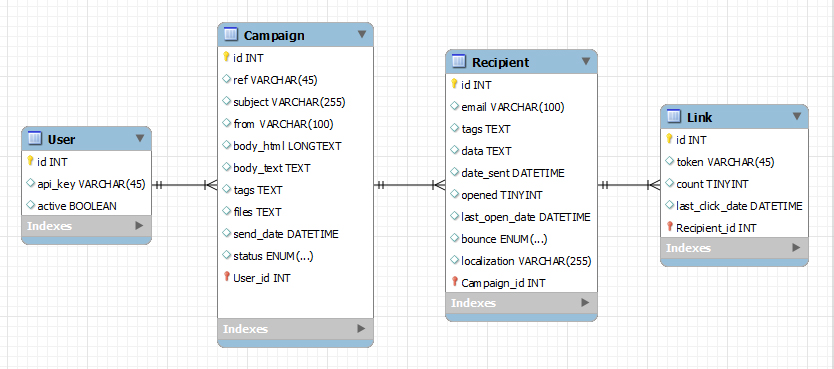 User
id INT
api_key VARCHAR(45)
active BOOLEAN
Indexes
Campaign
id INT
ref VARCHAR(45)
subject VARCHAR(255)
from VARCHAR(100)
body_html LONGTEXT
body_text TEXT
tags TEXT
files TEXT
send_date DATETIME
status ENUM(...)
User_id INT
Indexes
Recipient
id INT
email VARCHAR(100)
tags TEXT
data TEXT
date_sent DATETIME
opened TINYINT
last_open_date DATETIME
bounce ENUM(...)
localization VARCHAR(255)
Campaign_id INT
Indexes
Link
id INT
token VARCHAR(45)
count TINYINT
last_click_date DATETIME
Recipient_id INT
Indexes